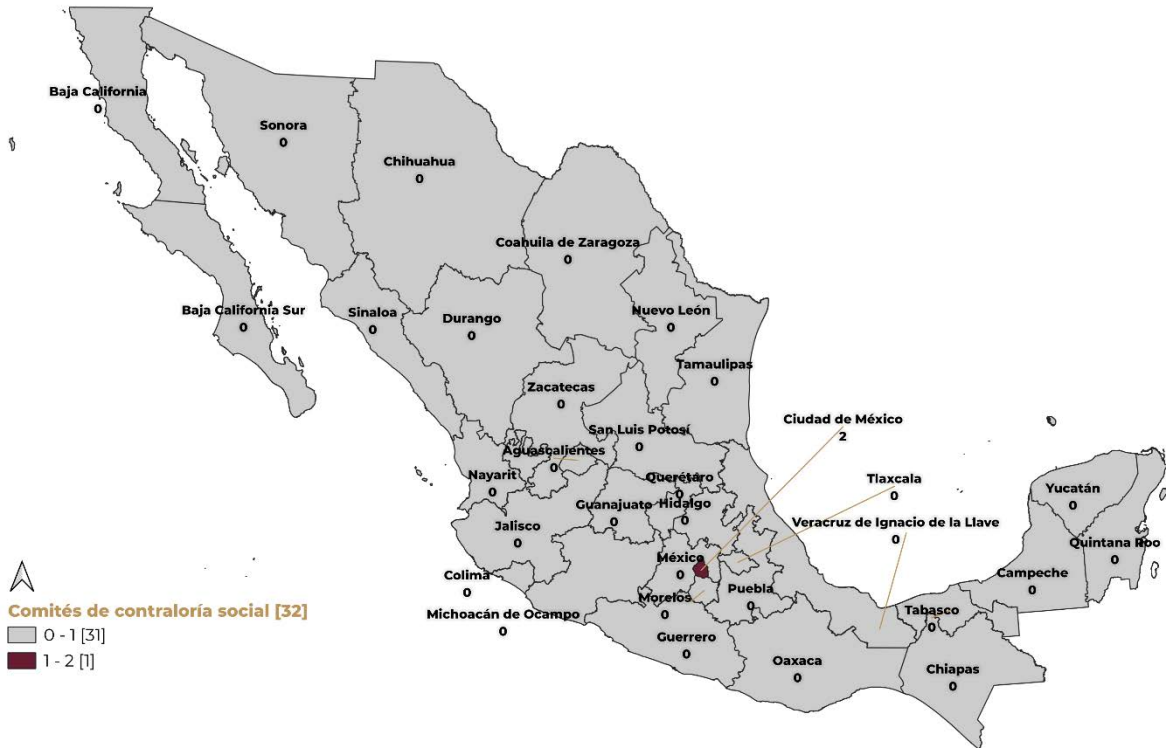 Baja California
0
Sonora
0
Chihuahua
0
Coahuila de Zaragoza
0
Baja California Sur
0
Sinaloa
0
Durango
0
Nuevo León
0
Tamaulipas
0
Zacatecas
0
Ciudad de México
2
San Luis Potosí
0
Aguascalientes
0
Nayarit
0
Querétaro
0
Tlaxcala
0
Yucatán
0
Guanajuato
0
Hidalgo
0
Jalisco
0
Veracruz de Ignacio de la Llave
0
Quintana Roo
0
México
0
Campeche
0
Colima
0
Morelos
0
Puebla
0
Michoacán de Ocampo
0
Tabasco
0
Guerrero
0
Oaxaca
0
Chiapas
0
Comités de contraloría social [32]
0 - 1 [31]
1 - 2 [1]